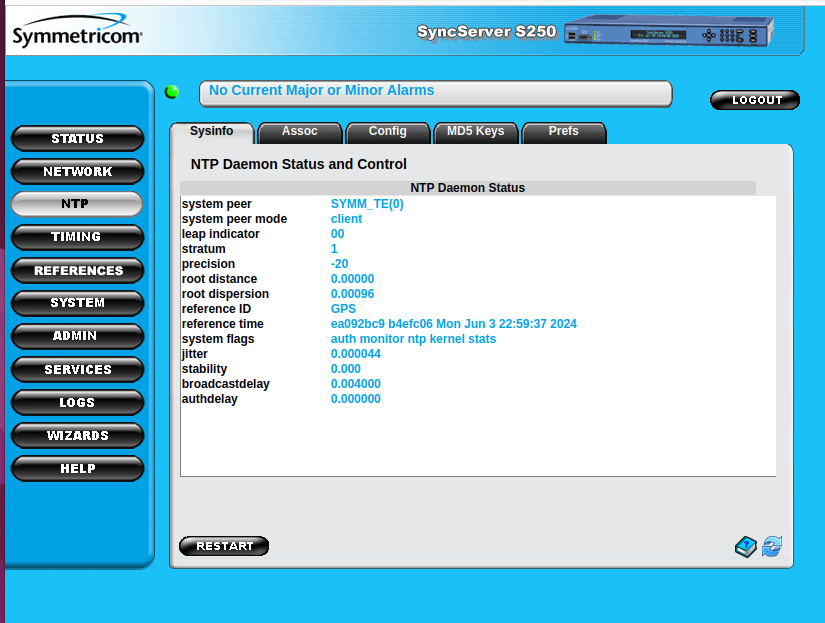 Symmetricom
SyncServer S250
No Current Major or Minor Alarms
LOGOUT
STATUS
NETWORK
NTP
TIMING
REFERENCES
SYSTEM
ADMIN
SERVICES
LOGS
WIZARDS
HELP
Sysinfo Assoc Config MD5 Keys Prefs
NTP Daemon Status and Control
NTP Daemon Status
system peer SYMM_TE(0)
system peer mode client
leap indicator 00
stratum 1
precision -20
root distance 0.00000
root dispersion 0.00096
reference ID GPS
reference time ea092bc9 b4efc06 Mon Jun 3 22:59:37 2024
system flags auth monitor ntp kernel stats
jitter 0.000044
stability 0.000
broadcastdelay 0.004000
authdelay 0.000000
RESTART